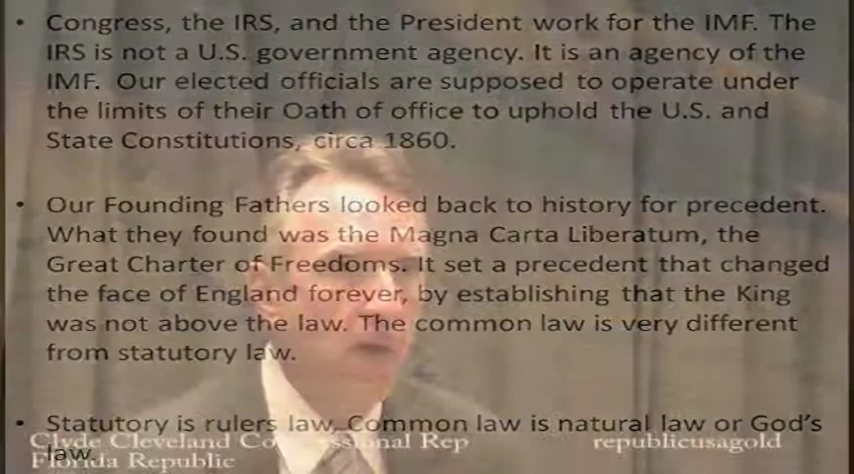 • Congress, the IRS, and the President work for the IMF. The
IRS is not a U.S. government agency. It is an agency of the
IMF. Our elected officials are supposed to operate under
the limits of their Oath of office to uphold the U.S. and
State Constitutions, circa 1860.
• Our Founding Fathers looked back to history for precedent.
What they found was the Magna Carta Liberatum, the
Great Charter of Freedoms. It set a precedent that changed
the face of England forever, by establishing that the King
was not above the law. The common law is very different
from statutory law.
• Statutory is rulers law, Common law is natural law or God's
law.
Clyde Cleveland Congressional Rep
Florida Republic
republicusagold